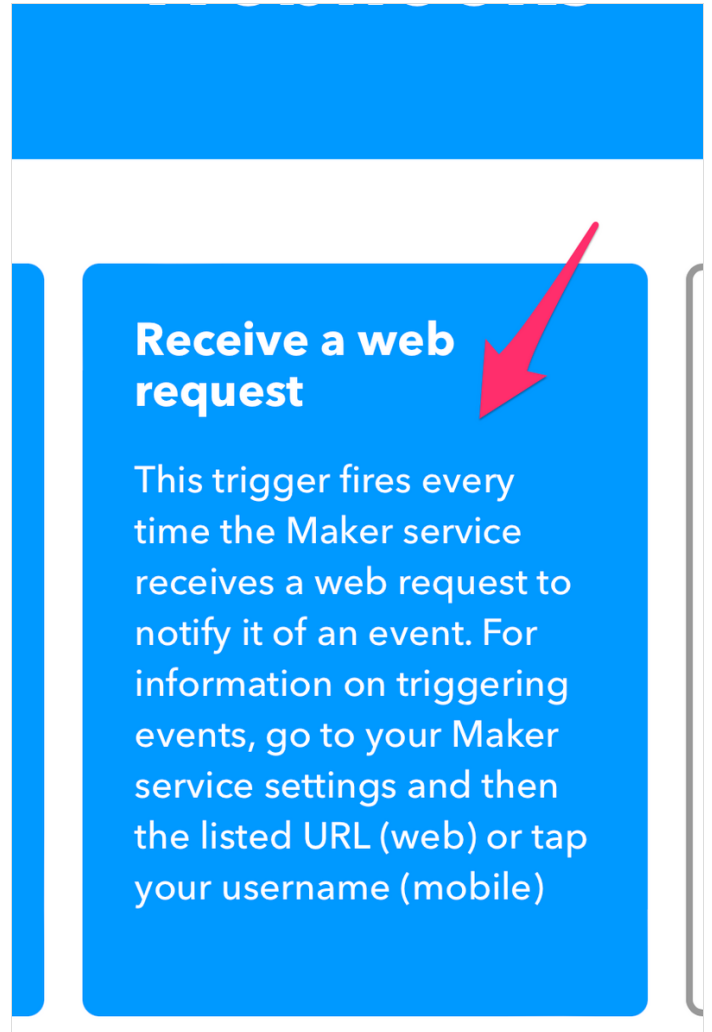 Receive a web
request
This trigger fires every
time the Maker service
receives a web request to
notify it of an event. For
information on triggering
events, go to your Maker
service settings and then
the listed URL (web) or tap
your username (mobile)